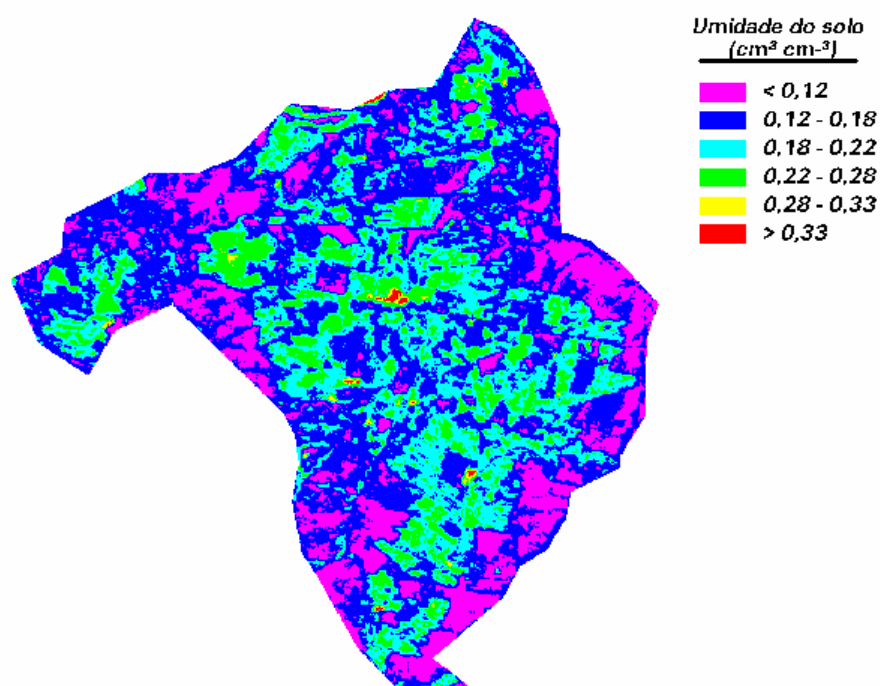 Umidade do solo
(cm³ cm-³)
< 0,12
0,12 - 0,18
0,18 - 0,22
0,22 - 0,28
0,28 - 0,33
> 0,33